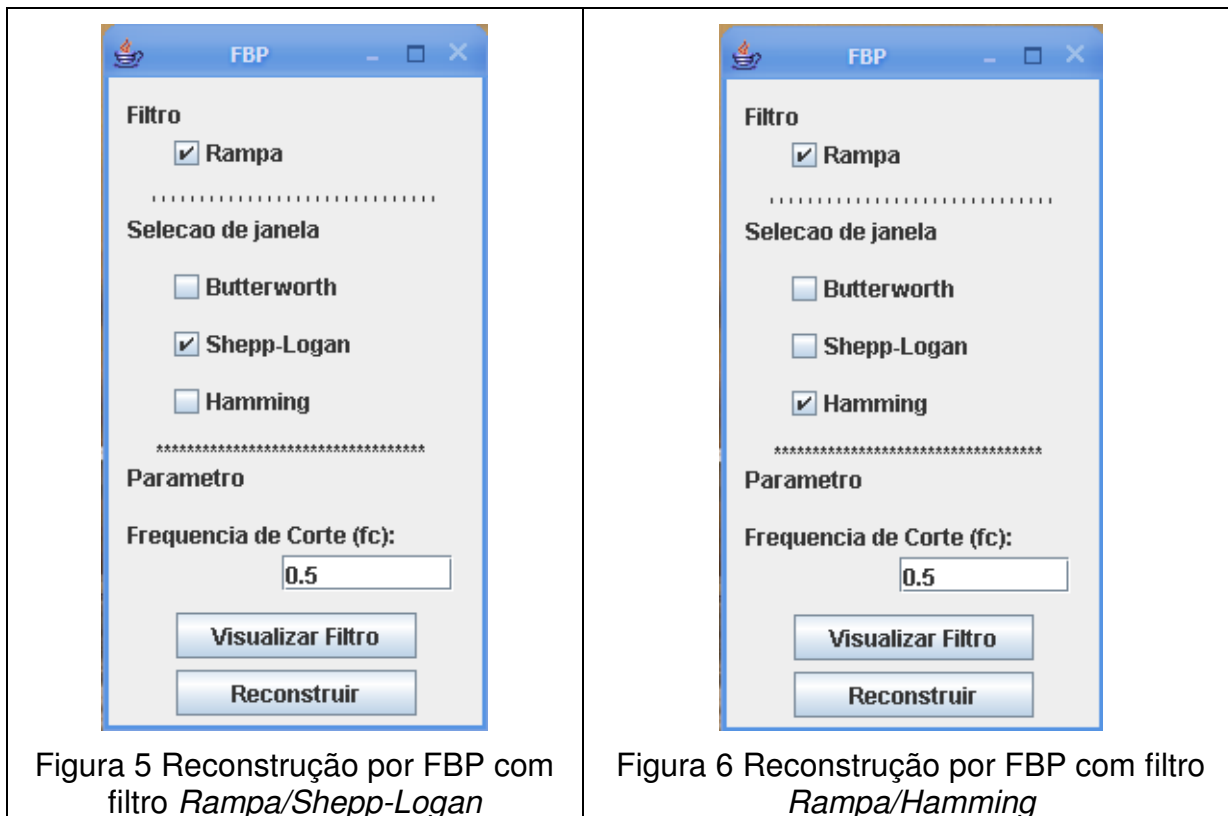 FBP
Filtro
Rampa
Selecao de janela
Butterworth
Shepp-Logan
Hamming
************************************
Parametro
Frequencia de Corte (fc):
0.5
Visualizar Filtro
Reconstruir
Figura 5 Reconstrução por FBP com
filtro Rampa/Shepp-Logan
FBP
Filtro
Rampa
Selecao de janela
Butterworth
Shepp-Logan
Hamming
************************************
Parametro
Frequencia de Corte (fc):
0.5
Visualizar Filtro
Reconstruir
Figura 6 Reconstrução por FBP com filtro
Rampa/Hamming